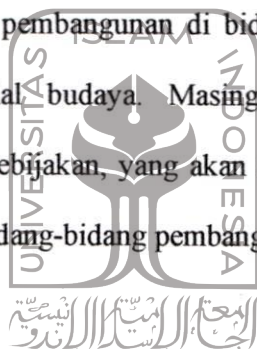 pembangunan di bid
ISLAM
al budaya. Masing
ebijakan, yang akan
dang-bidang pembang
UNIVERSITAS
INDONESIA